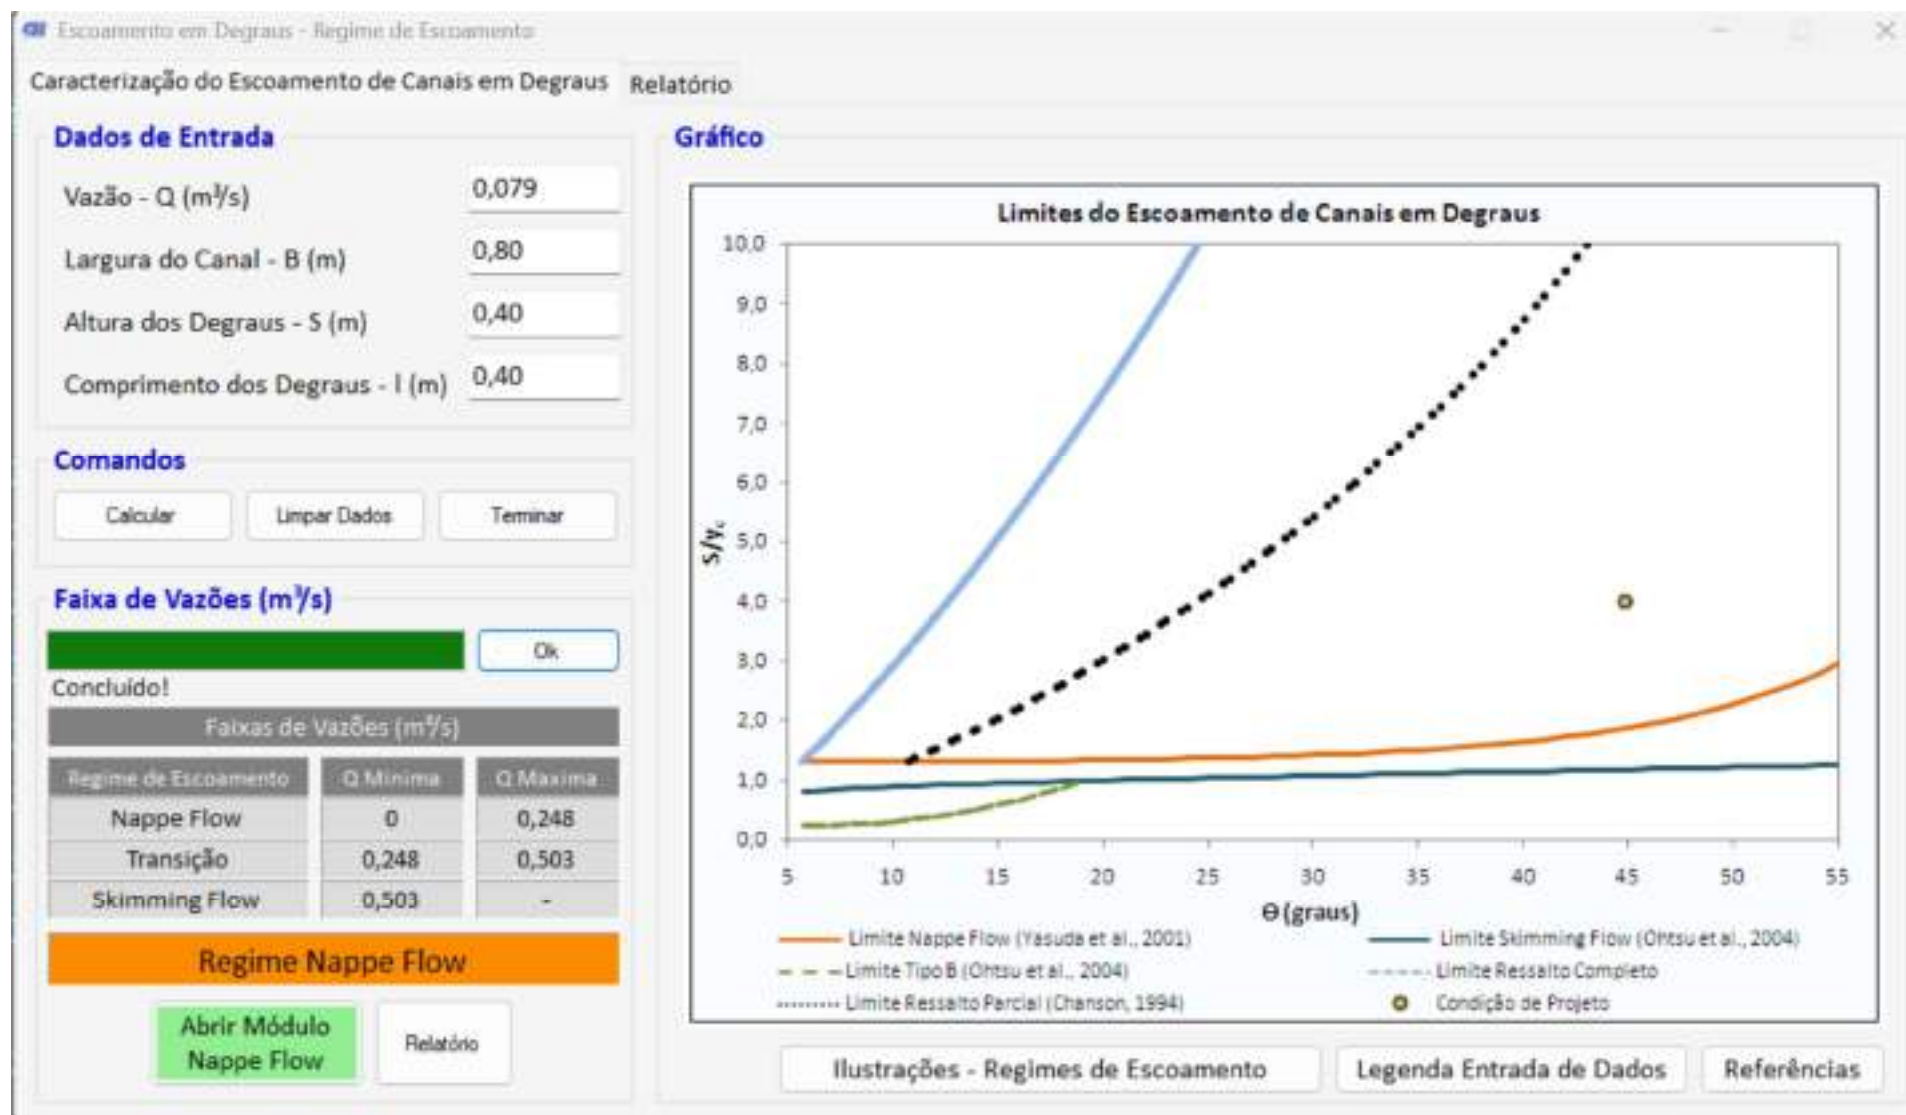 Escoamento em Degraus - Regime de Escoamento
Caracterização do Escoamento de Canais em Degraus
Relatório
Dados de Entrada
Vazão - Q (m³/s)
0,079
Largura do Canal - B (m)
0,80
Altura dos Degraus - S (m)
0,40
Comprimento dos Degraus - l (m)
0,40
Comandos
Calcular
Limpar Dados
Terminar
Faixa de Vazões (m³/s)
Ok
Concluído!
Faixas de Vazões (m³/s)
Regime de Escoamento
Q Minima
Q Maxima
Nappe Flow
0
0,248
Transição
0,248
0,503
Skimming Flow
0,503
-
Regime Nappe Flow
Abrir Módulo
Nappe Flow
Relatório
Gráfico
Limites do Escoamento de Canais em Degraus
10,0
9,0
8,0
7,0
6,0
5,0
4,0
3,0
2,0
1,0
0,0
S/yc
5
10
15
20
25
30
35
40
45
50
55
Θ (graus)
Limite Nappe Flow (Yasuda et al., 2001)
Limite Skimming Flow (Ohtsu et al., 2004)
Limite Tipo B (Ohtsu et al., 2004)
Limite Ressalto Completo
Limite Ressalto Parcial (Chanson, 1994)
Condição de Projeto
Ilustrações - Regimes de Escoamento
Legenda Entrada de Dados
Referências